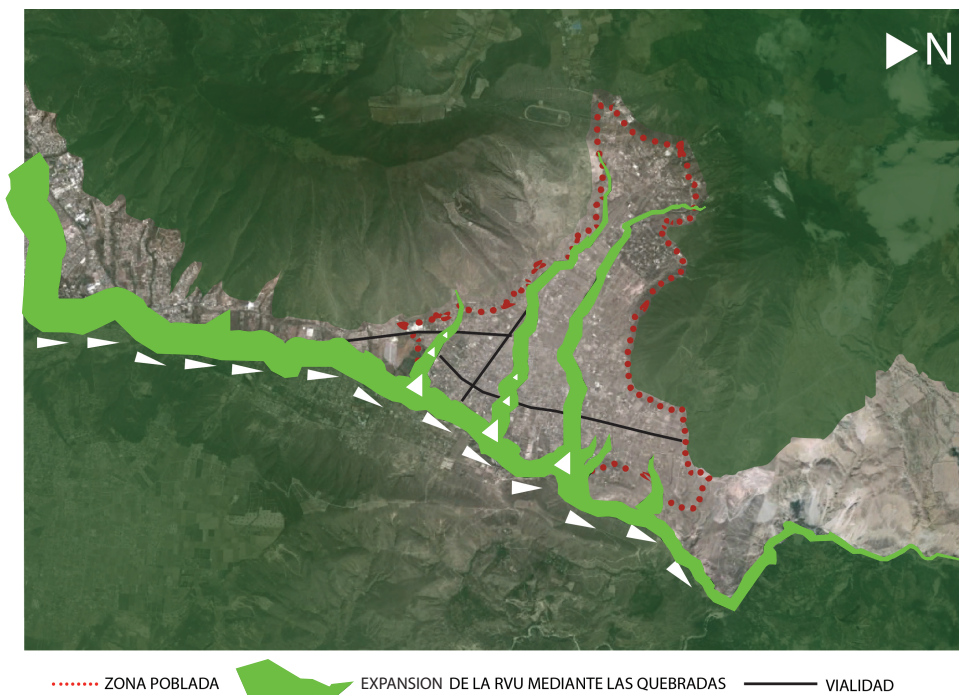 N
ZONA POBLADA
EXPANSION DE LA RVU MEDIANTE LAS QUEBRADAS
VIALIDAD